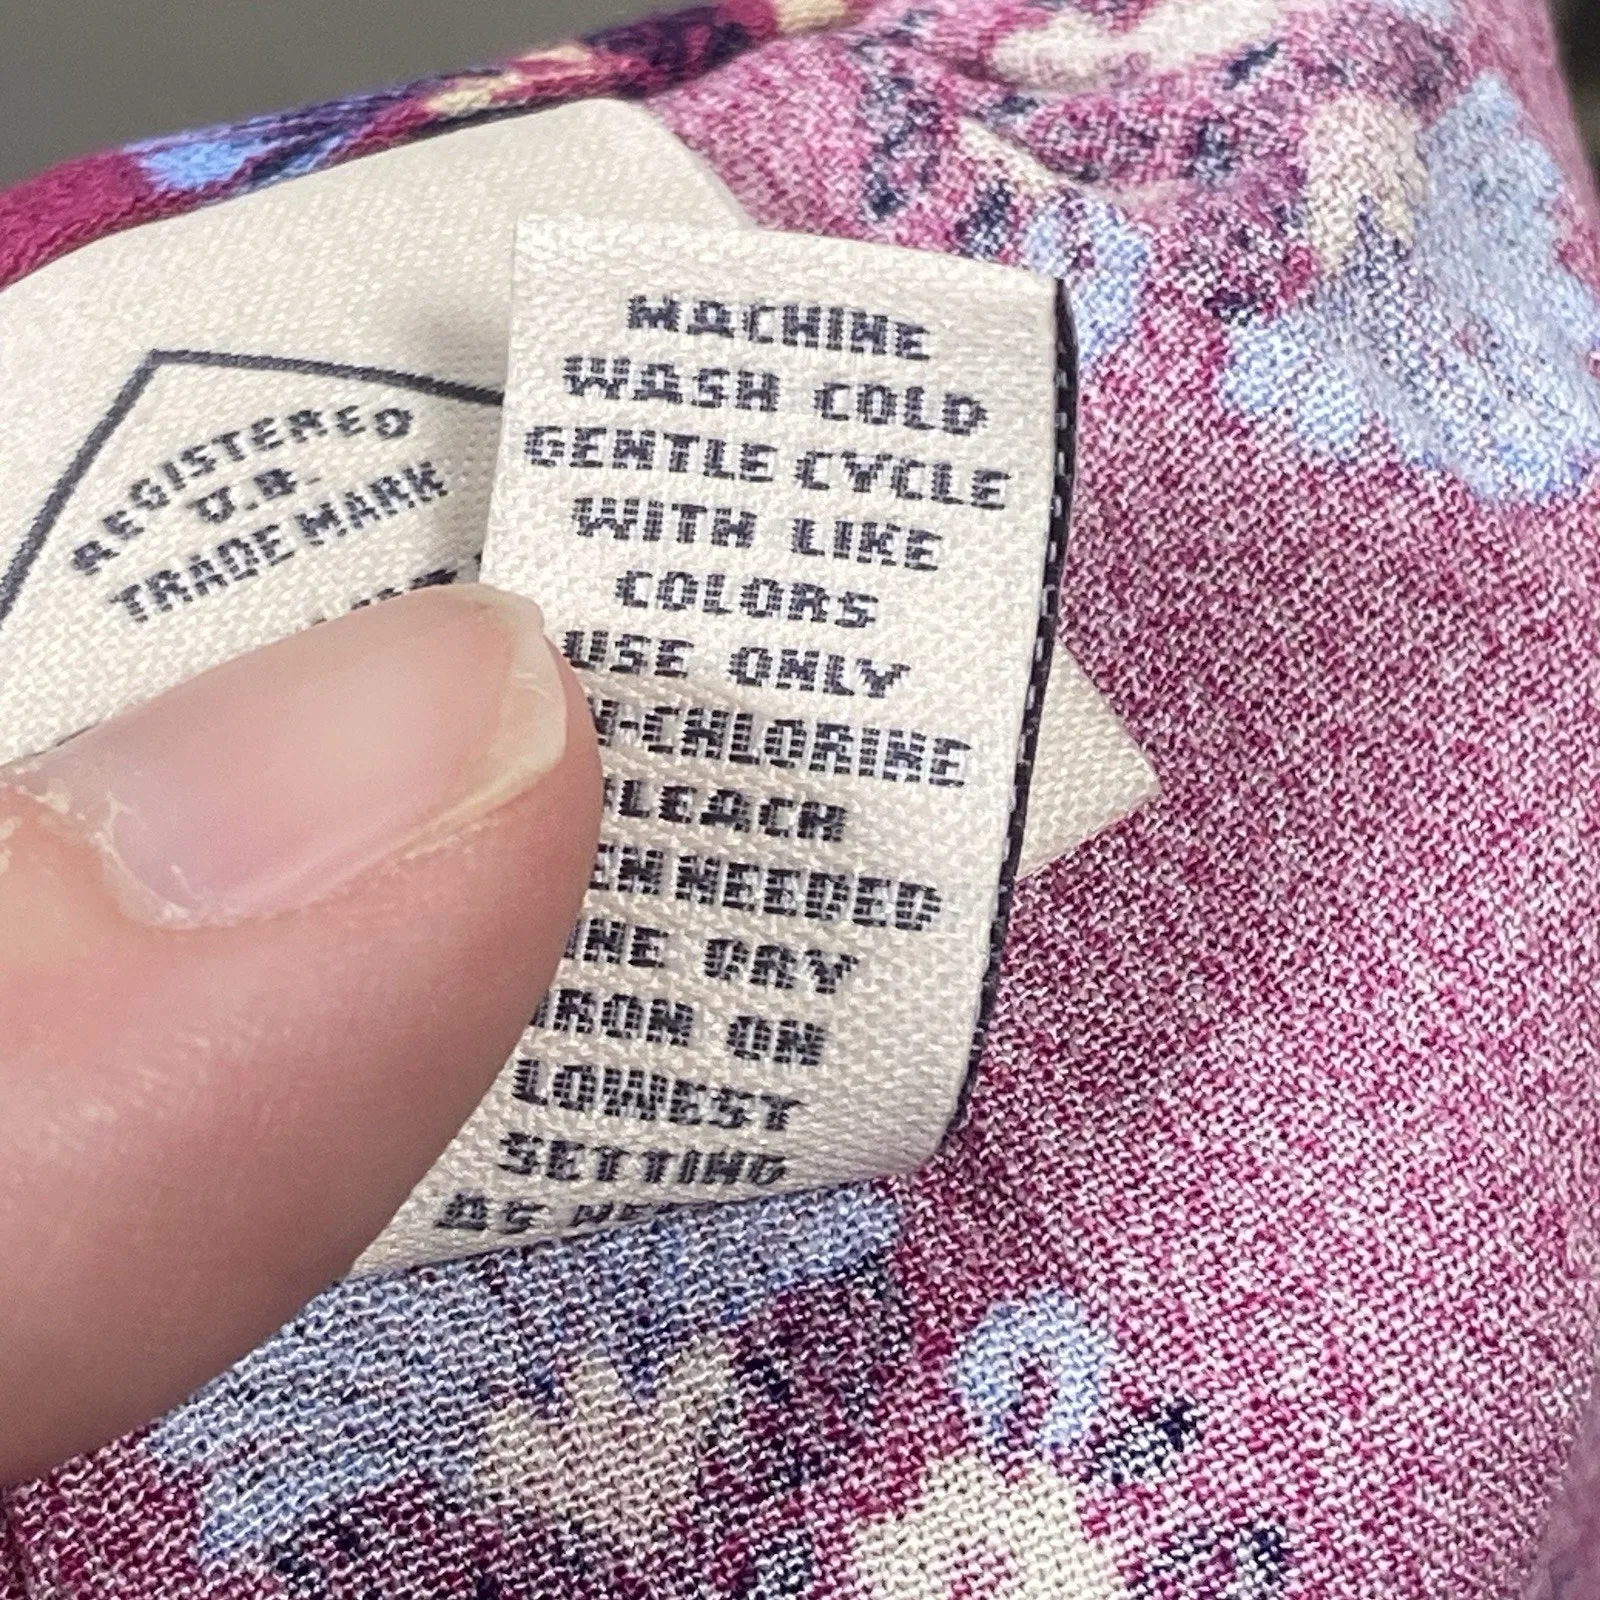 REGISTERED
U.S.
TRADE MARK
MACHINE
WASH COLD
GENTLE CYCLE
WITH LIKE
COLORS
USE ONLY
-CHLORINE
LEACH
EN NEEDED
INE DRY
IRON ON
LOWEST
SETTING
AS